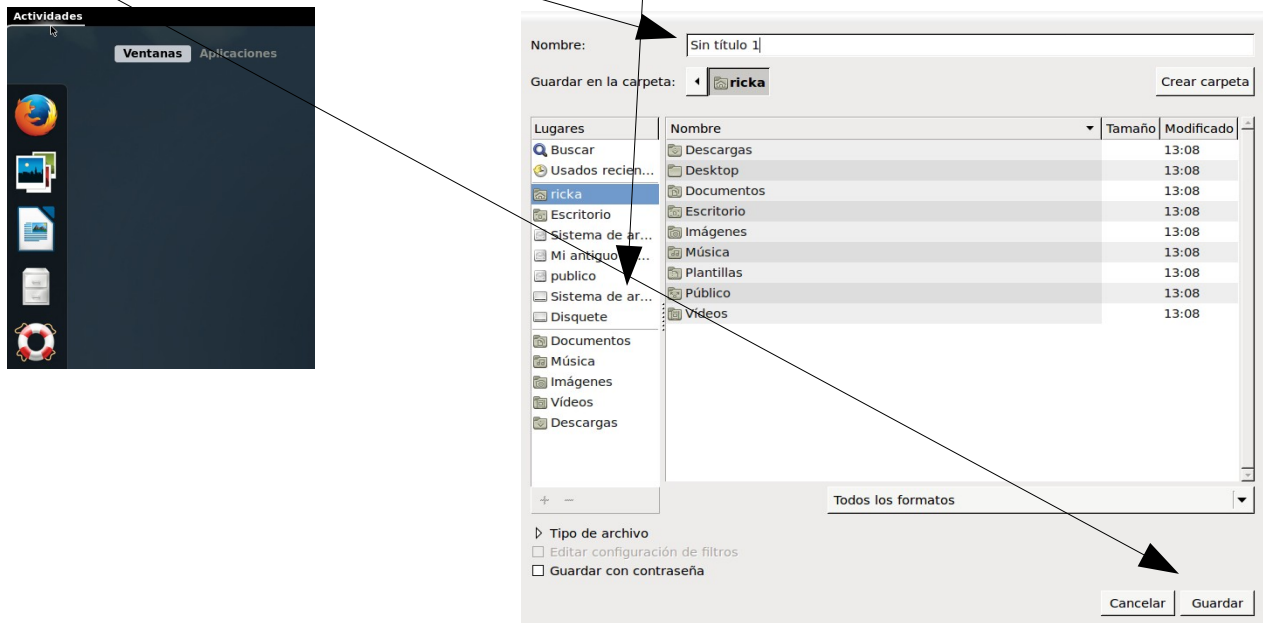 Actividades
Ventanas Aplicaciones
Nombre: Sin título 1
Guardar en la carpeta: ricka Crear carpeta
Lugares
Buscar
Usados recien...
ricka
Escritorio
Sistema de ar...
Mi antiguo ...
publico
Sistema de ar...
Disquete
Documentos
Música
Imágenes
Vídeos
Descargas
Nombre Tamaño Modificado
Descargas 13:08
Desktop 13:08
Documentos 13:08
Escritorio 13:08
Imágenes 13:08
Música 13:08
Plantillas 13:08
Público 13:08
Vídeos 13:08
+ −
Todos los formatos
Tipo de archivo
Editar configuración de filtros
Guardar con contraseña
Cancelar Guardar